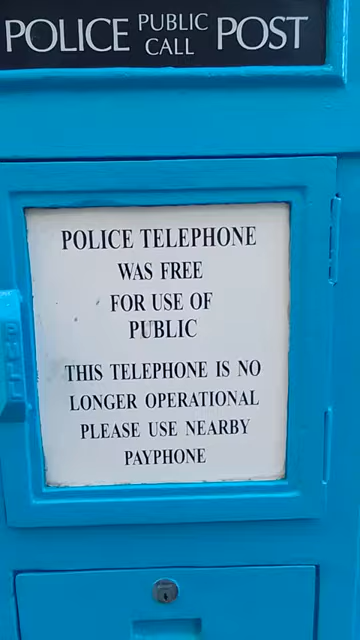 POLICE PUBLIC CALL POST
POLICE TELEPHONE
WAS FREE
FOR USE OF
PUBLIC
THIS TELEPHONE IS NO
LONGER OPERATIONAL
PLEASE USE NEARBY
PAYPHONE
PULL